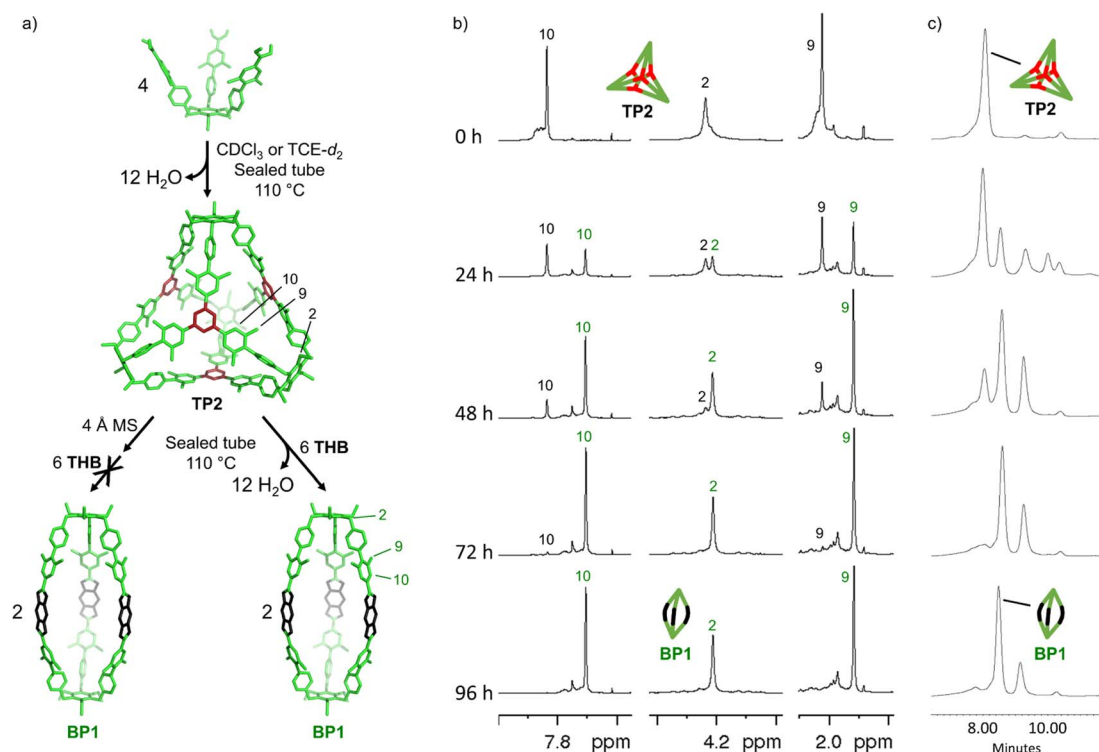 a)
4
CDCl₃ or TCE-d₂
Sealed tube
110 °C
12 H₂O
10
9
2
TP2
4 Å MS
6 THB
Sealed tube
110 °C
6 THB
12 H₂O
2
BP1
2
2
9
10
BP1
b)
10
TP2
2
9
0 h
10
10
2 2
9
9
24 h
10
10
2
2
9
9
48 h
10
10
2
9
9
72 h
10
BP1
2
9
96 h
7.8 ppm
4.2 ppm
2.0 ppm
c)
TP2
BP1
8.00 10.00
Minutes